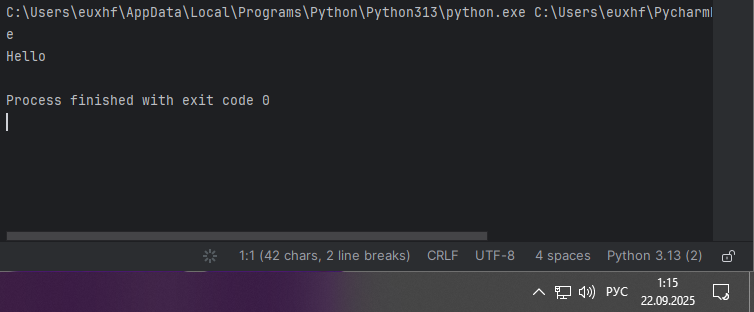 C:\Users\euxhf\AppData\Local\Programs\Python\Python313\python.exe C:\Users\euxhf\Pycharm
e
Hello
Process finished with exit code 0
1:1 (42 chars, 2 line breaks) CRLF UTF-8 4 spaces Python 3.13 (2)
РУС 1:15
22.09.2025